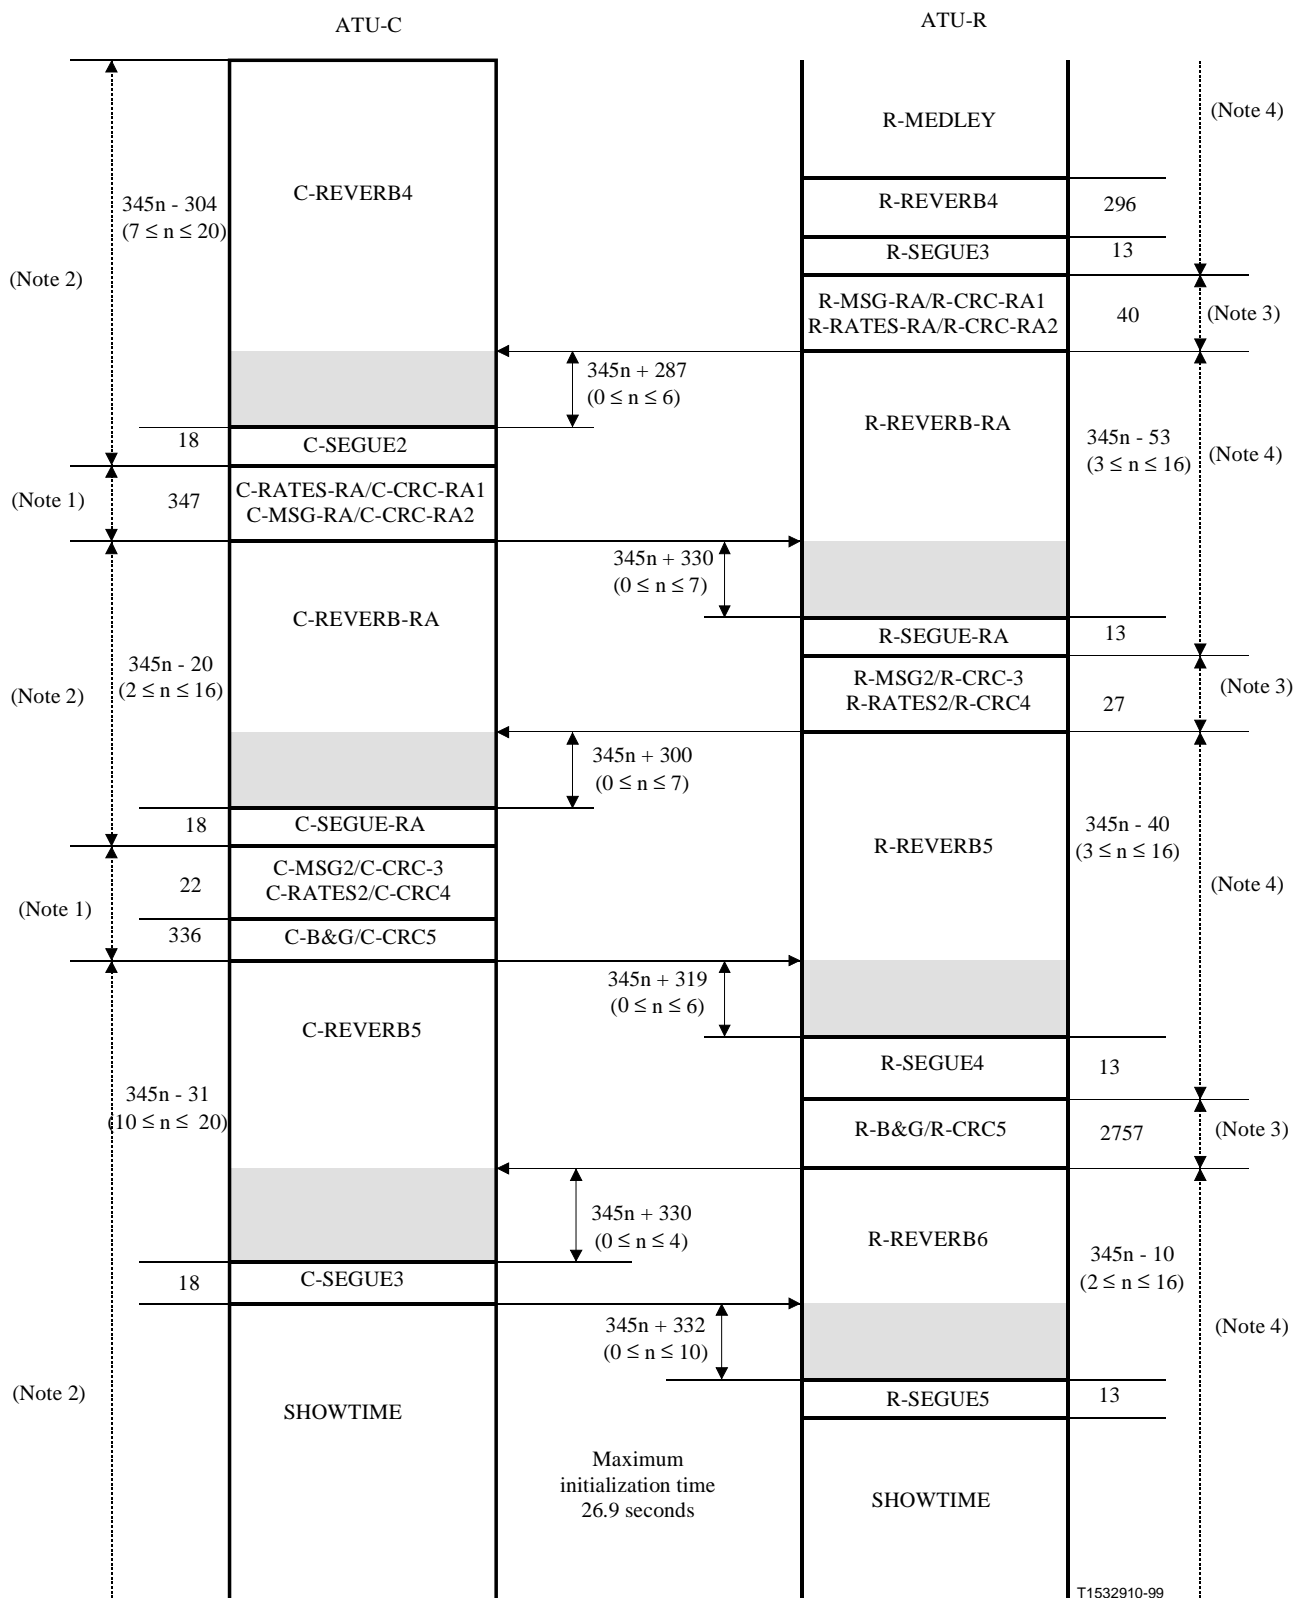 ATU-C
ATU-R
R-MEDLEY
(Note 4)
C-REVERB4
345n - 304
(7 ≤ n ≤ 20)
R-REVERB4
296
(Note 2)
R-SEGUE3
13
R-MSG-RA/R-CRC-RA1
R-RATES-RA/R-CRC-RA2
40
(Note 3)
345n + 287
(0 ≤ n ≤ 6)
R-REVERB-RA
345n - 53
(3 ≤ n ≤ 16)
(Note 4)
18
C-SEGUE2
(Note 1)
347
C-RATES-RA/C-CRC-RA1
C-MSG-RA/C-CRC-RA2
345n + 330
(0 ≤ n ≤ 7)
C-REVERB-RA
R-SEGUE-RA
13
345n - 20
(2 ≤ n ≤ 16)
(Note 2)
R-MSG2/R-CRC-3
R-RATES2/R-CRC4
27
(Note 3)
345n + 300
(0 ≤ n ≤ 7)
18
C-SEGUE-RA
R-REVERB5
345n - 40
(3 ≤ n ≤ 16)
(Note 4)
C-MSG2/C-CRC-3
C-RATES2/C-CRC4
22
(Note 1)
336
C-B&G/C-CRC5
345n + 319
(0 ≤ n ≤ 6)
C-REVERB5
R-SEGUE4
13
345n - 31
(10 ≤ n ≤ 20)
R-B&G/R-CRC5
2757
(Note 3)
345n + 330
(0 ≤ n ≤ 4)
R-REVERB6
345n - 10
(2 ≤ n ≤ 16)
18
C-SEGUE3
345n + 332
(0 ≤ n ≤ 10)
(Note 4)
(Note 2)
R-SEGUE5
13
SHOWTIME
Maximum
initialization time
26.9 seconds
SHOWTIME
T1532910-99